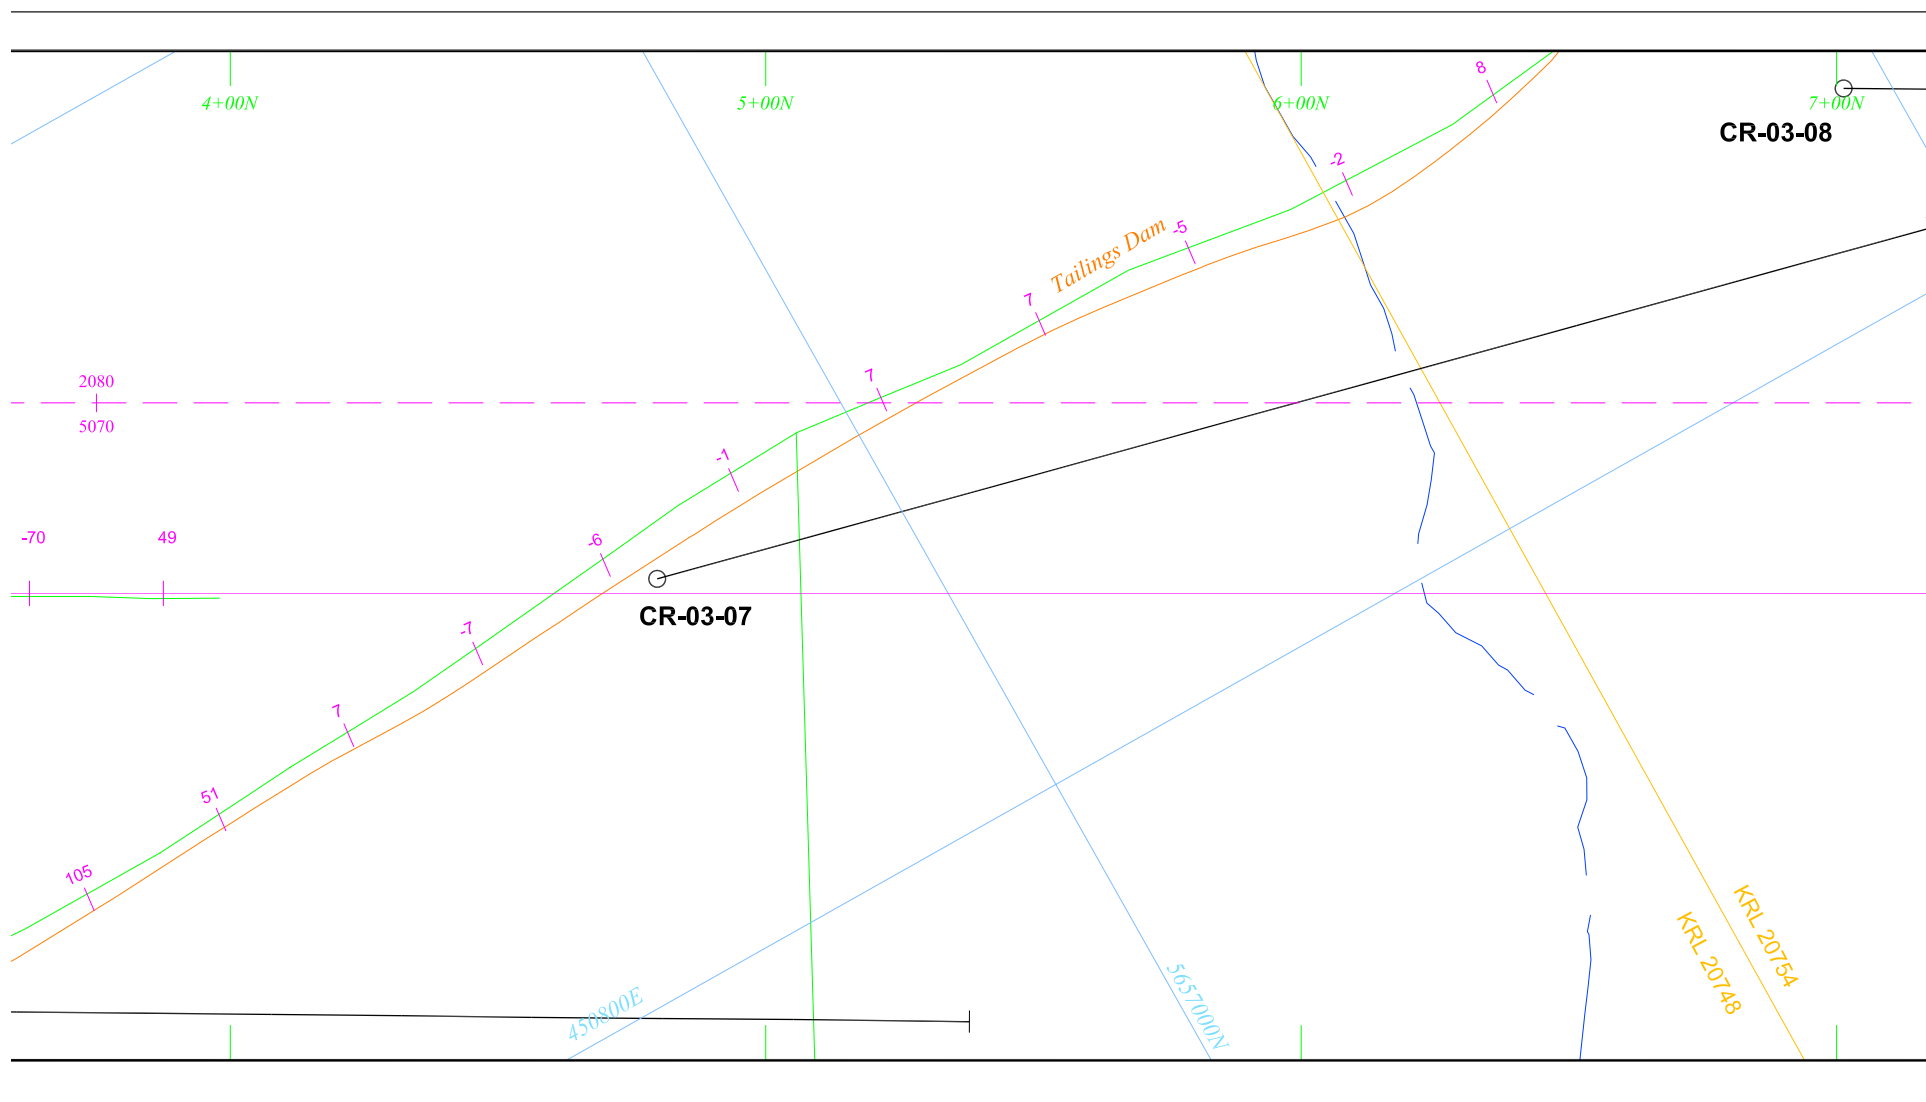 4+00N
5+00N
6+00N
7+00N
8
CR-03-08
-2
-5
Tailings Dam
7
7
2080
5070
-1
-70
49
-6
CR-03-07
-7
7
51
105
KRL 20754
KRL 20748
450800E
5657000N